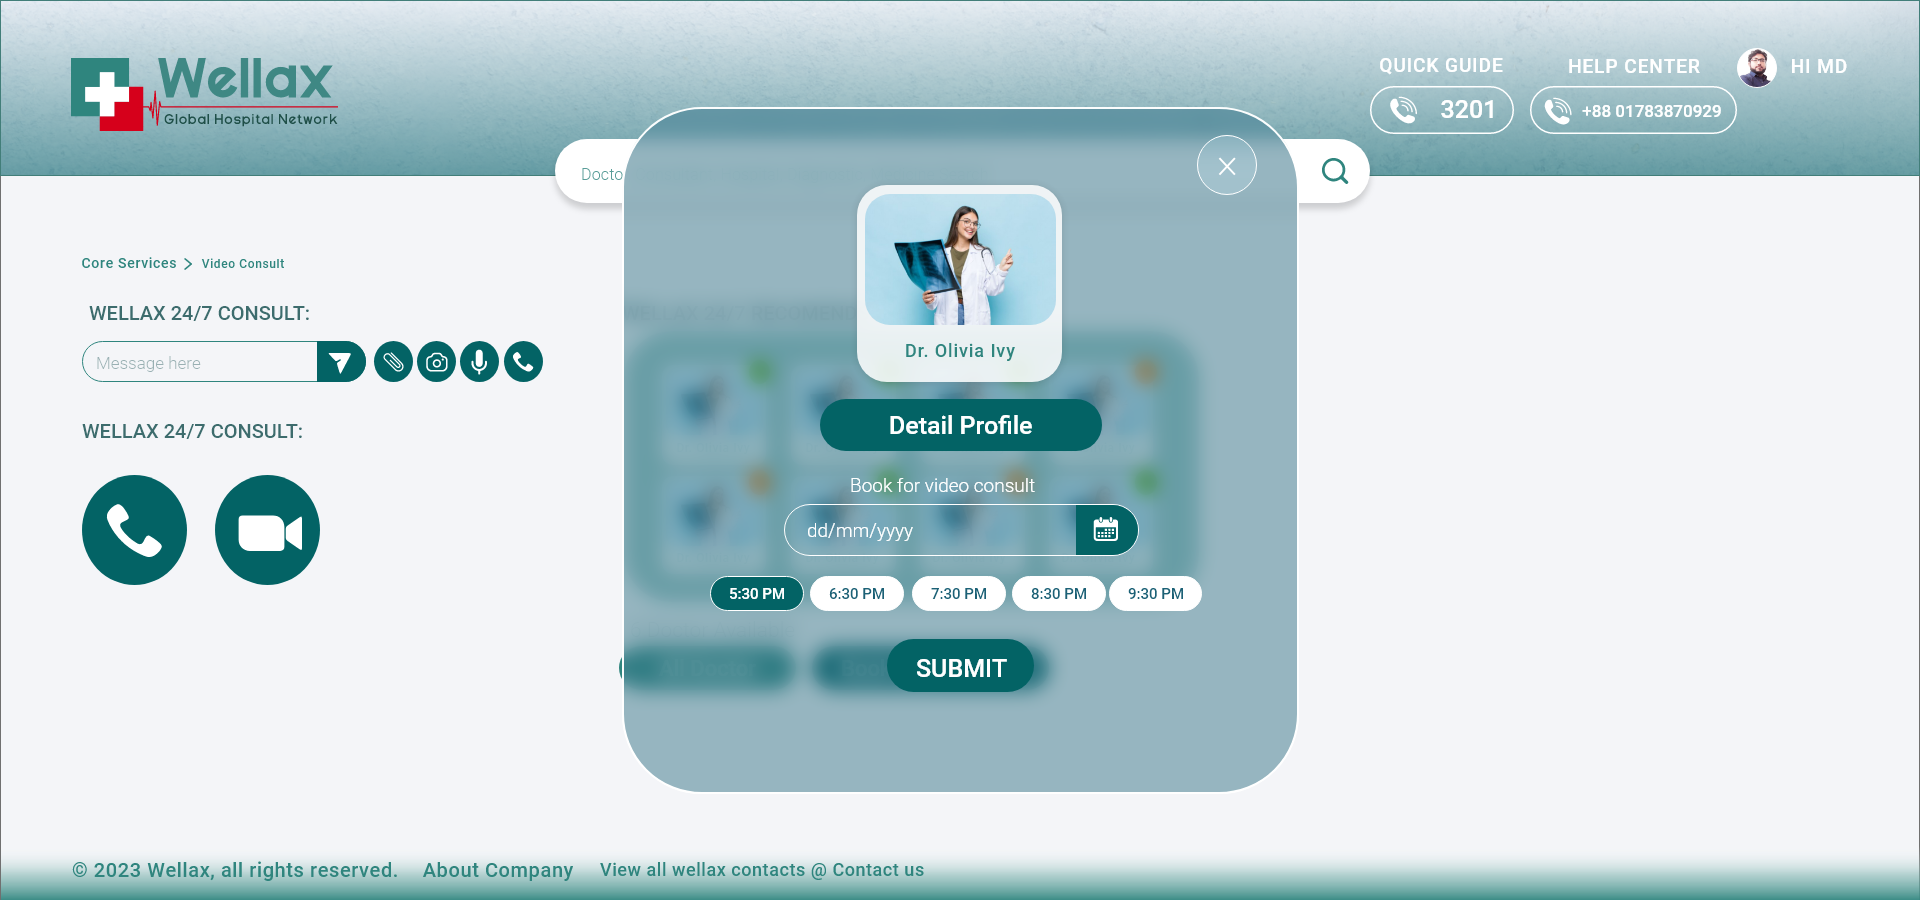 Wellax
Global Hospital Network
QUICK GUIDE
3201
HELP CENTER
+88 01783870929
HI MD
Docto
Core Services
Video Consult
WELLAX 24/7 CONSULT:
Message here
WELLAX 24/7 CONSULT:
Dr. Olivia Ivy
Detail Profile
Book for video consult
dd/mm/yyyy
5:30 PM 6:30 PM 7:30 PM 8:30 PM 9:30 PM
SUBMIT
© 2023 Wellax, all rights reserved. About Company View all wellax contacts @ Contact us